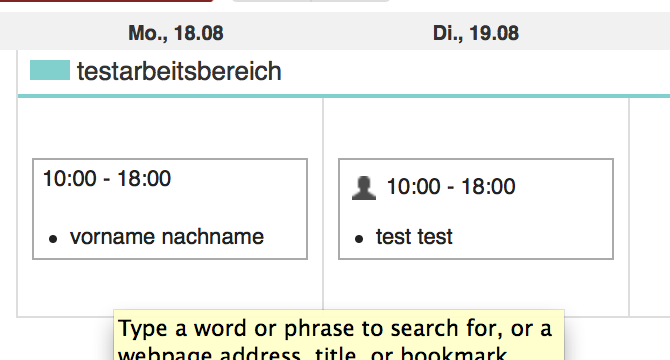 Mo., 18.08 Di., 19.08
testarbeitsbereich
10:00 - 18:00 10:00 - 18:00
• vorname nachname • test test
Type a word or phrase to search for, or a
webpage address, title, or bookmark